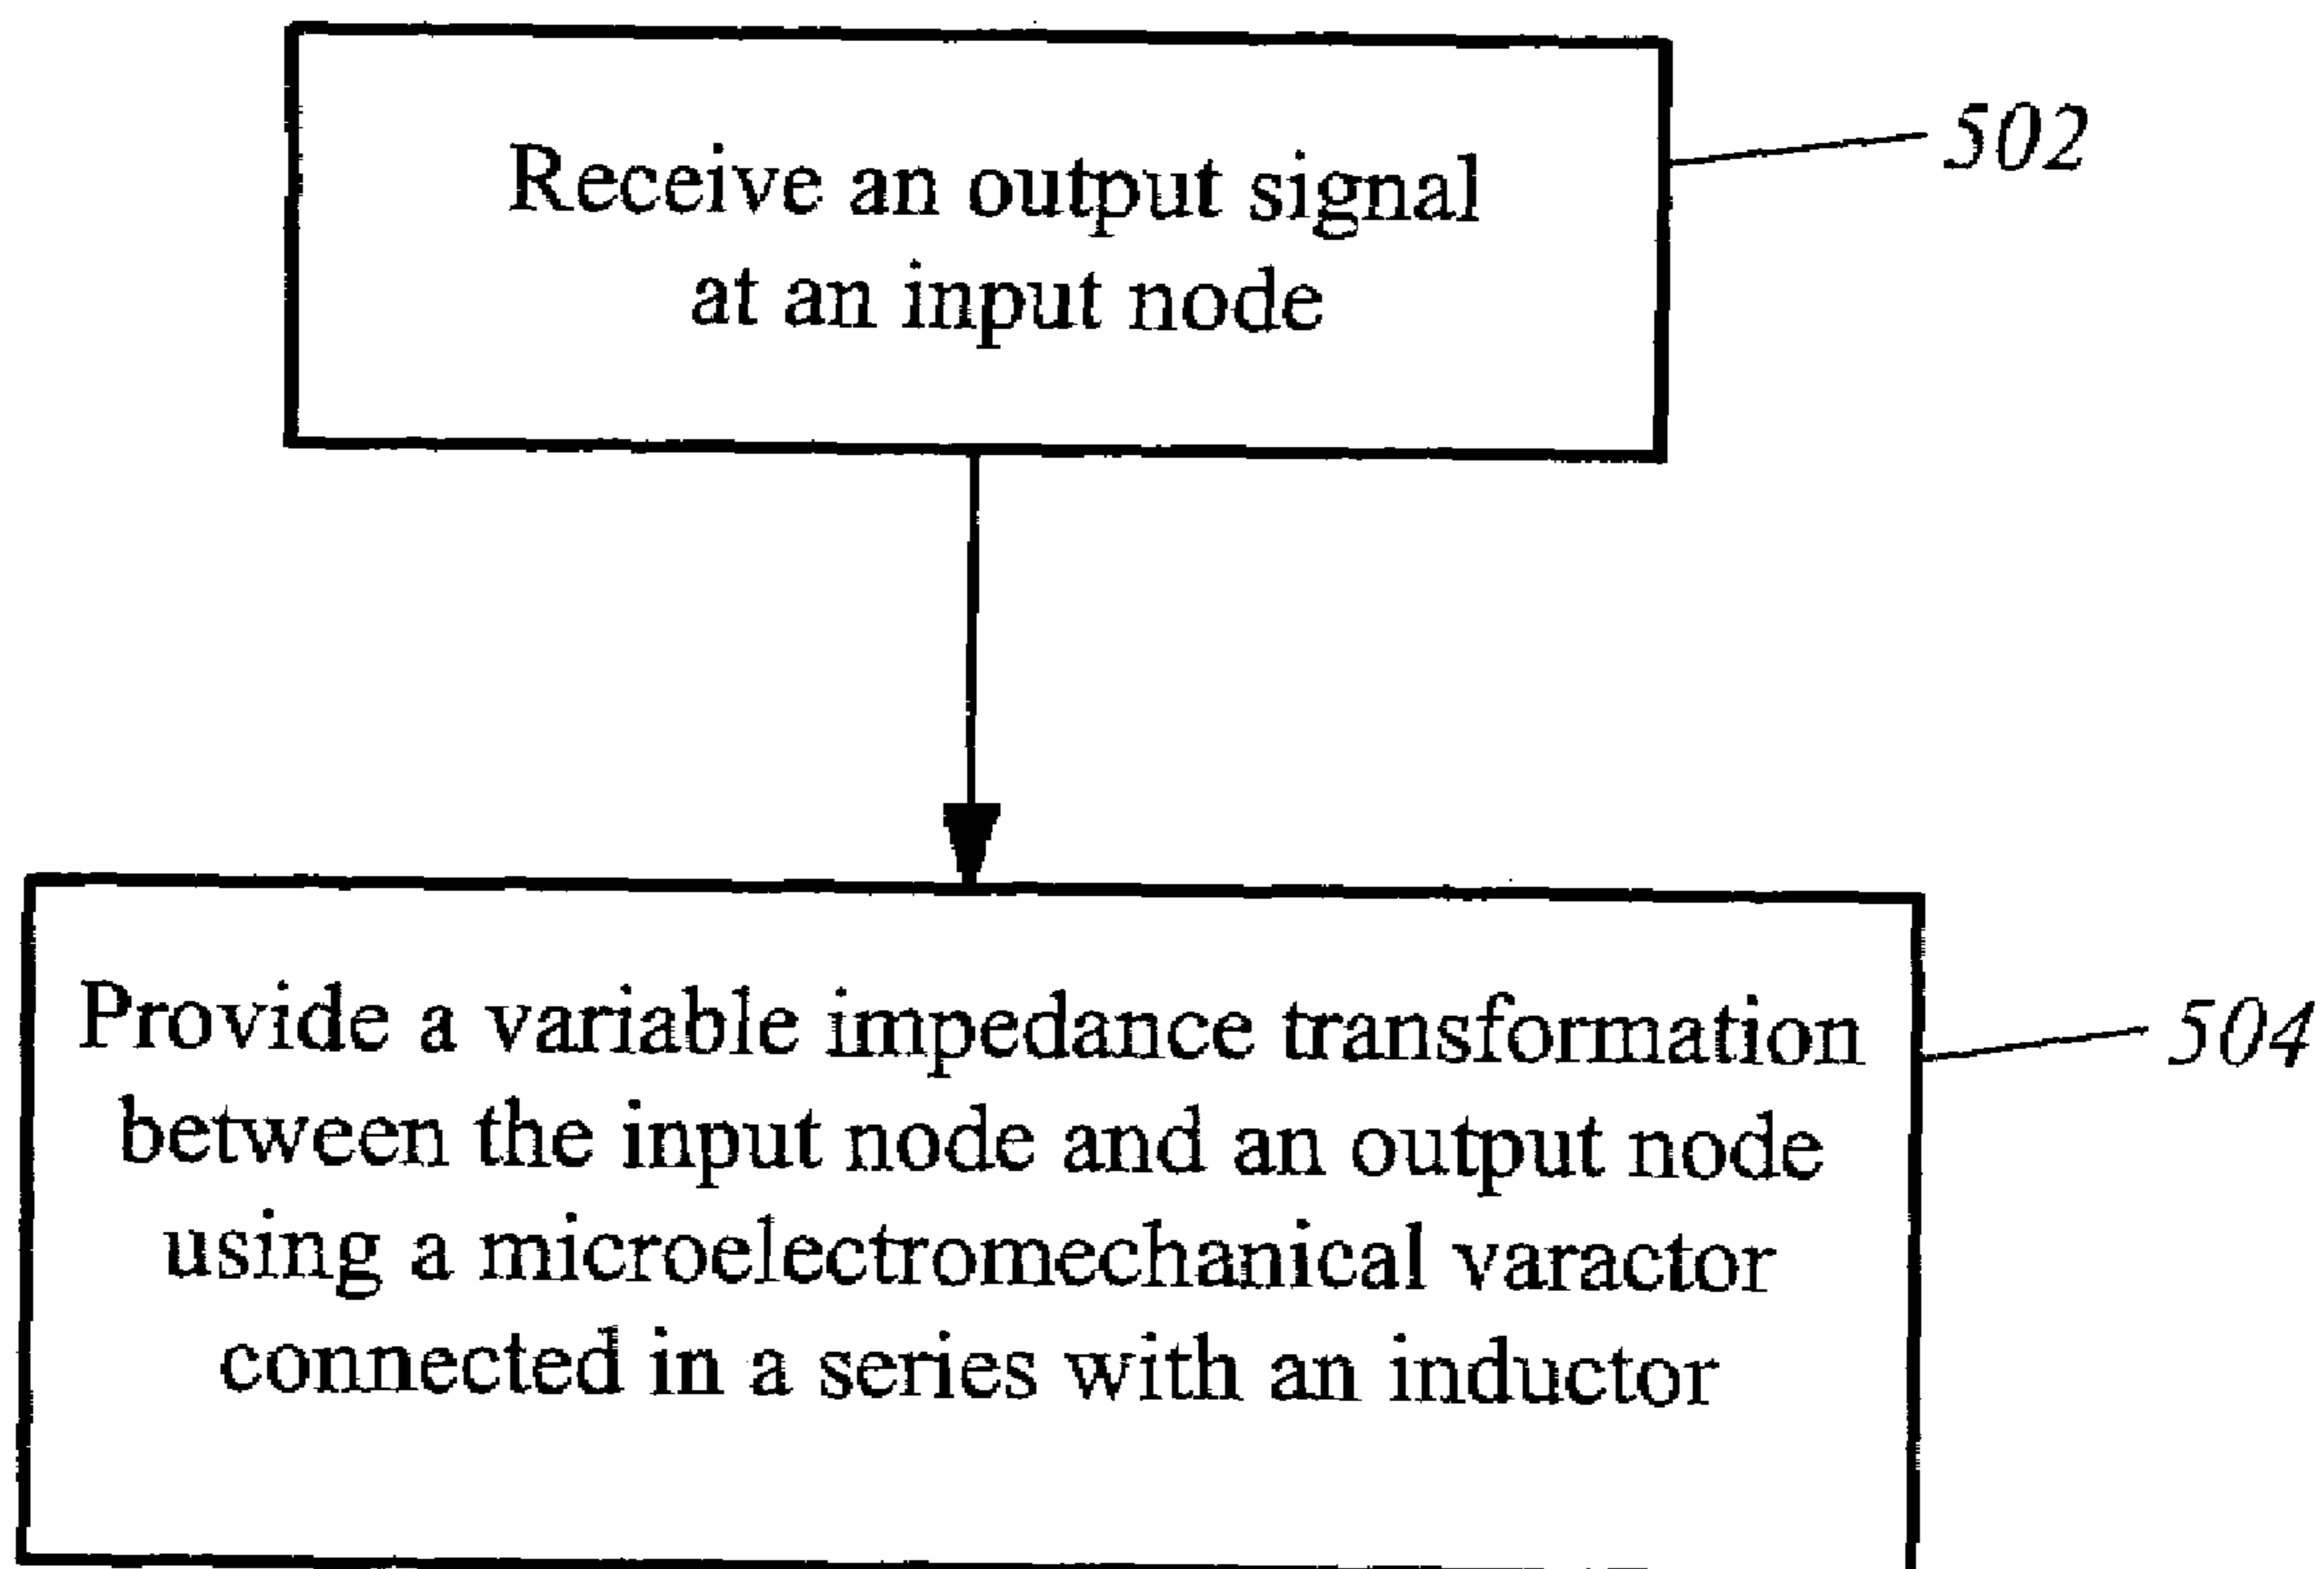 Receive an output signal
at an input node
502
Provide a variable impedance transformation
between the input node and an output node
using a microelectromechanical varactor
connected in a series with an inductor
504